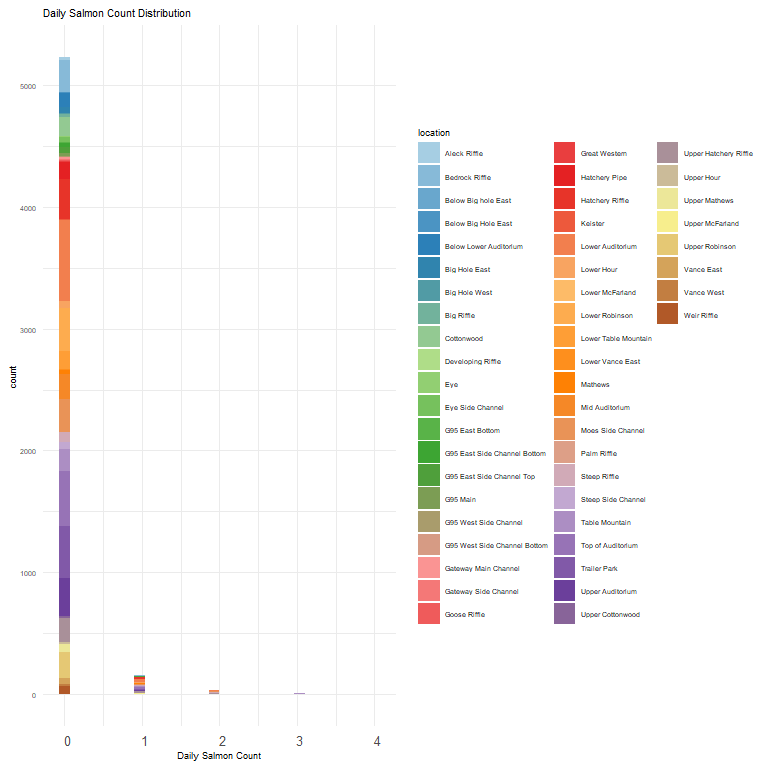 Daily Salmon Count Distribution
5000
4000
3000
2000
1000
0
count
0 1 2 3 4
Daily Salmon Count
location
Aleck Riffle
Bedrock Riffle
Below Big hole East
Below Big Hole East
Below Lower Auditorium
Big Hole East
Big Hole West
Big Riffle
Cottonwood
Developing Riffle
Eye
Eye Side Channel
G95 East Bottom
G95 East Side Channel Bottom
G95 East Side Channel Top
G95 Main
G95 West Side Channel
G95 West Side Channel Bottom
Gateway Main Channel
Gateway Side Channel
Goose Riffle
Great Western
Hatchery Pipe
Hatchery Riffle
Keister
Lower Auditorium
Lower Hour
Lower McFarland
Lower Robinson
Lower Table Mountain
Lower Vance East
Mathews
Mid Auditorium
Moes Side Channel
Palm Riffle
Steep Riffle
Steep Side Channel
Table Mountain
Top of Auditorium
Trailer Park
Upper Auditorium
Upper Cottonwood
Upper Hatchery Riffle
Upper Hour
Upper Mathews
Upper McFarland
Upper Robinson
Vance East
Vance West
Weir Riffle